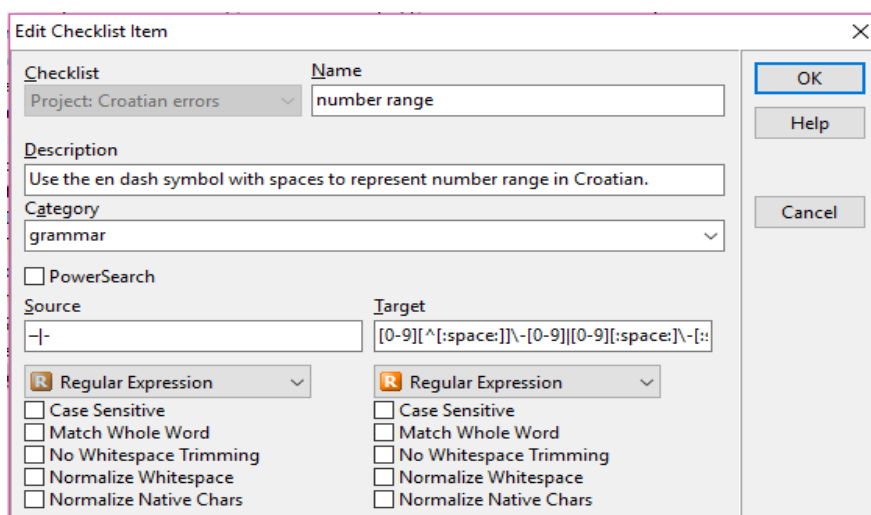 Edit Checklist Item
Checklist Name
Project: Croatian errors number range OK
Help
Description
Use the en dash symbol with spaces to represent number range in Croatian.
Category
grammar Cancel
PowerSearch
Source Target
–|- [0-9][^[:space:]]\-[0-9]|[0-9][:space:]\-[:s
R Regular Expression R Regular Expression
Case Sensitive Case Sensitive
Match Whole Word Match Whole Word
No Whitespace Trimming No Whitespace Trimming
Normalize Whitespace Normalize Whitespace
Normalize Native Chars Normalize Native Chars